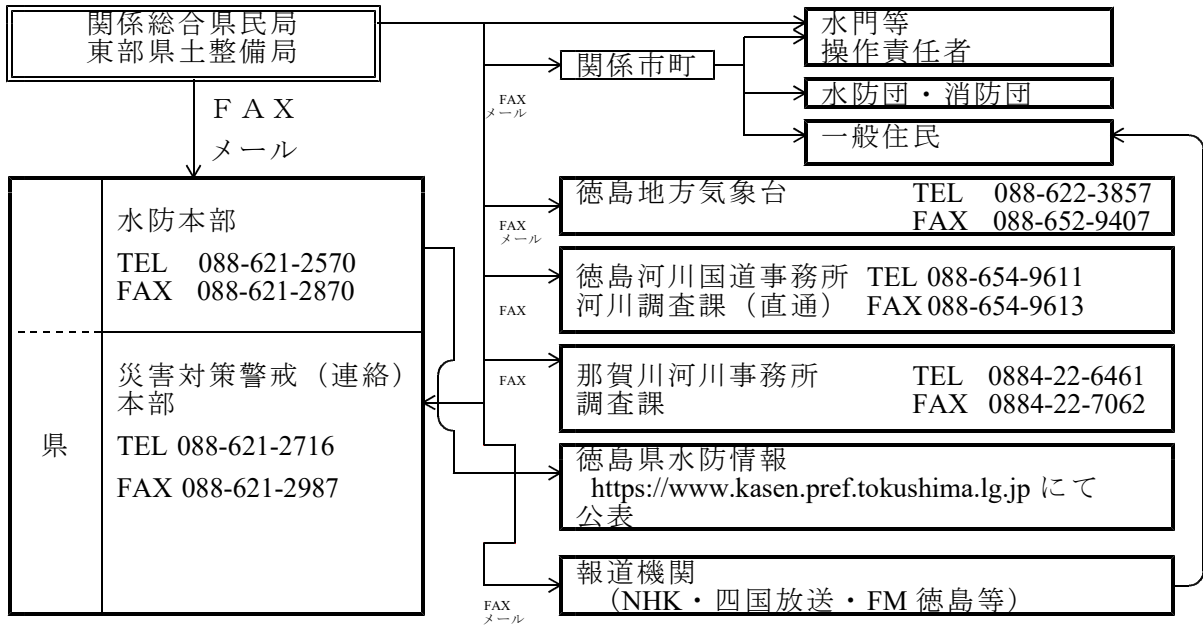 関係総合県民局
東部県土整備局
ＦＡＸ
メール
県
水防本部
TEL 088-621-2570
FAX 088-621-2870
災害対策警戒（連絡）
本部
TEL 088-621-2716
FAX 088-621-2987
水門等
操作責任者
関係市町
FAX
メール
水防団・消防団
一般住民
徳島地方気象台 TEL 088-622-3857
FAX 088-652-9407
FAX
メール
徳島河川国道事務所 TEL 088-654-9611
河川調査課（直通） FAX 088-654-9613
FAX
那賀川河川事務所 TEL 0884-22-6461
調査課 FAX 0884-22-7062
FAX
徳島県水防情報
https://www.kasen.pref.tokushima.lg.jp にて
公表
報道機関
（NHK・四国放送・FM 徳島等）
FAX
メール